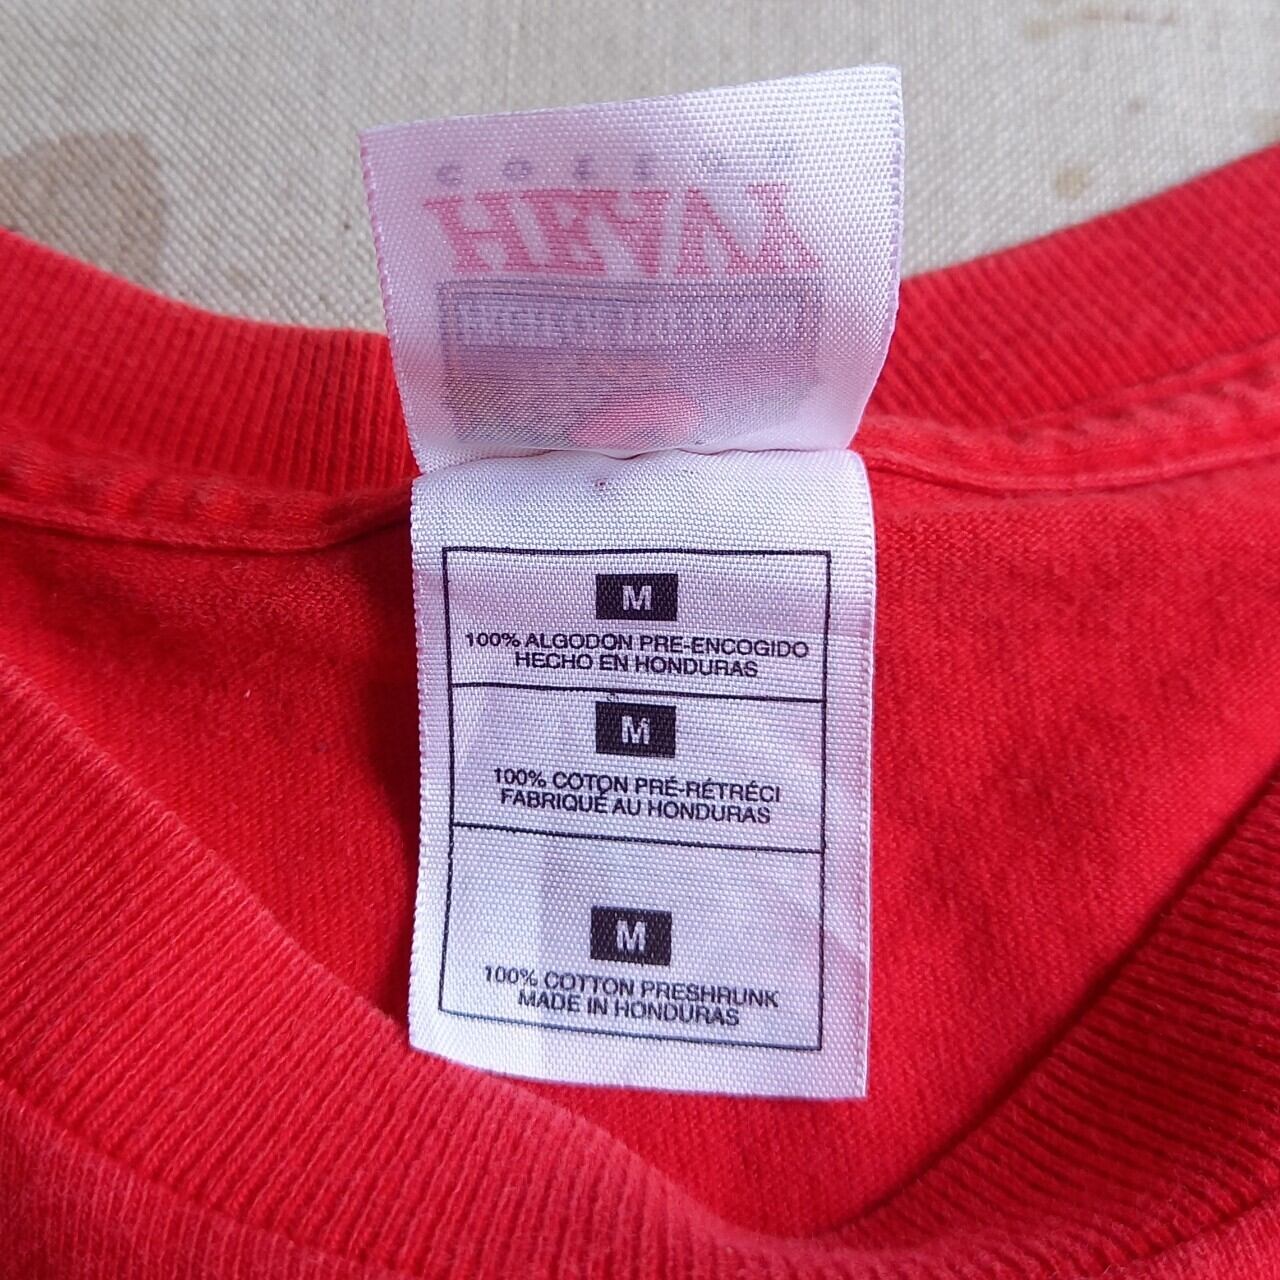 M
100% ALGODON PRE-ENCOGIDO
HECHO EN HONDURAS
M
100% COTON PRÉ-RÉTRÉCI
FABRIQUÉ AU HONDURAS
M
100% COTTON PRESHRUNK
MADE IN HONDURAS